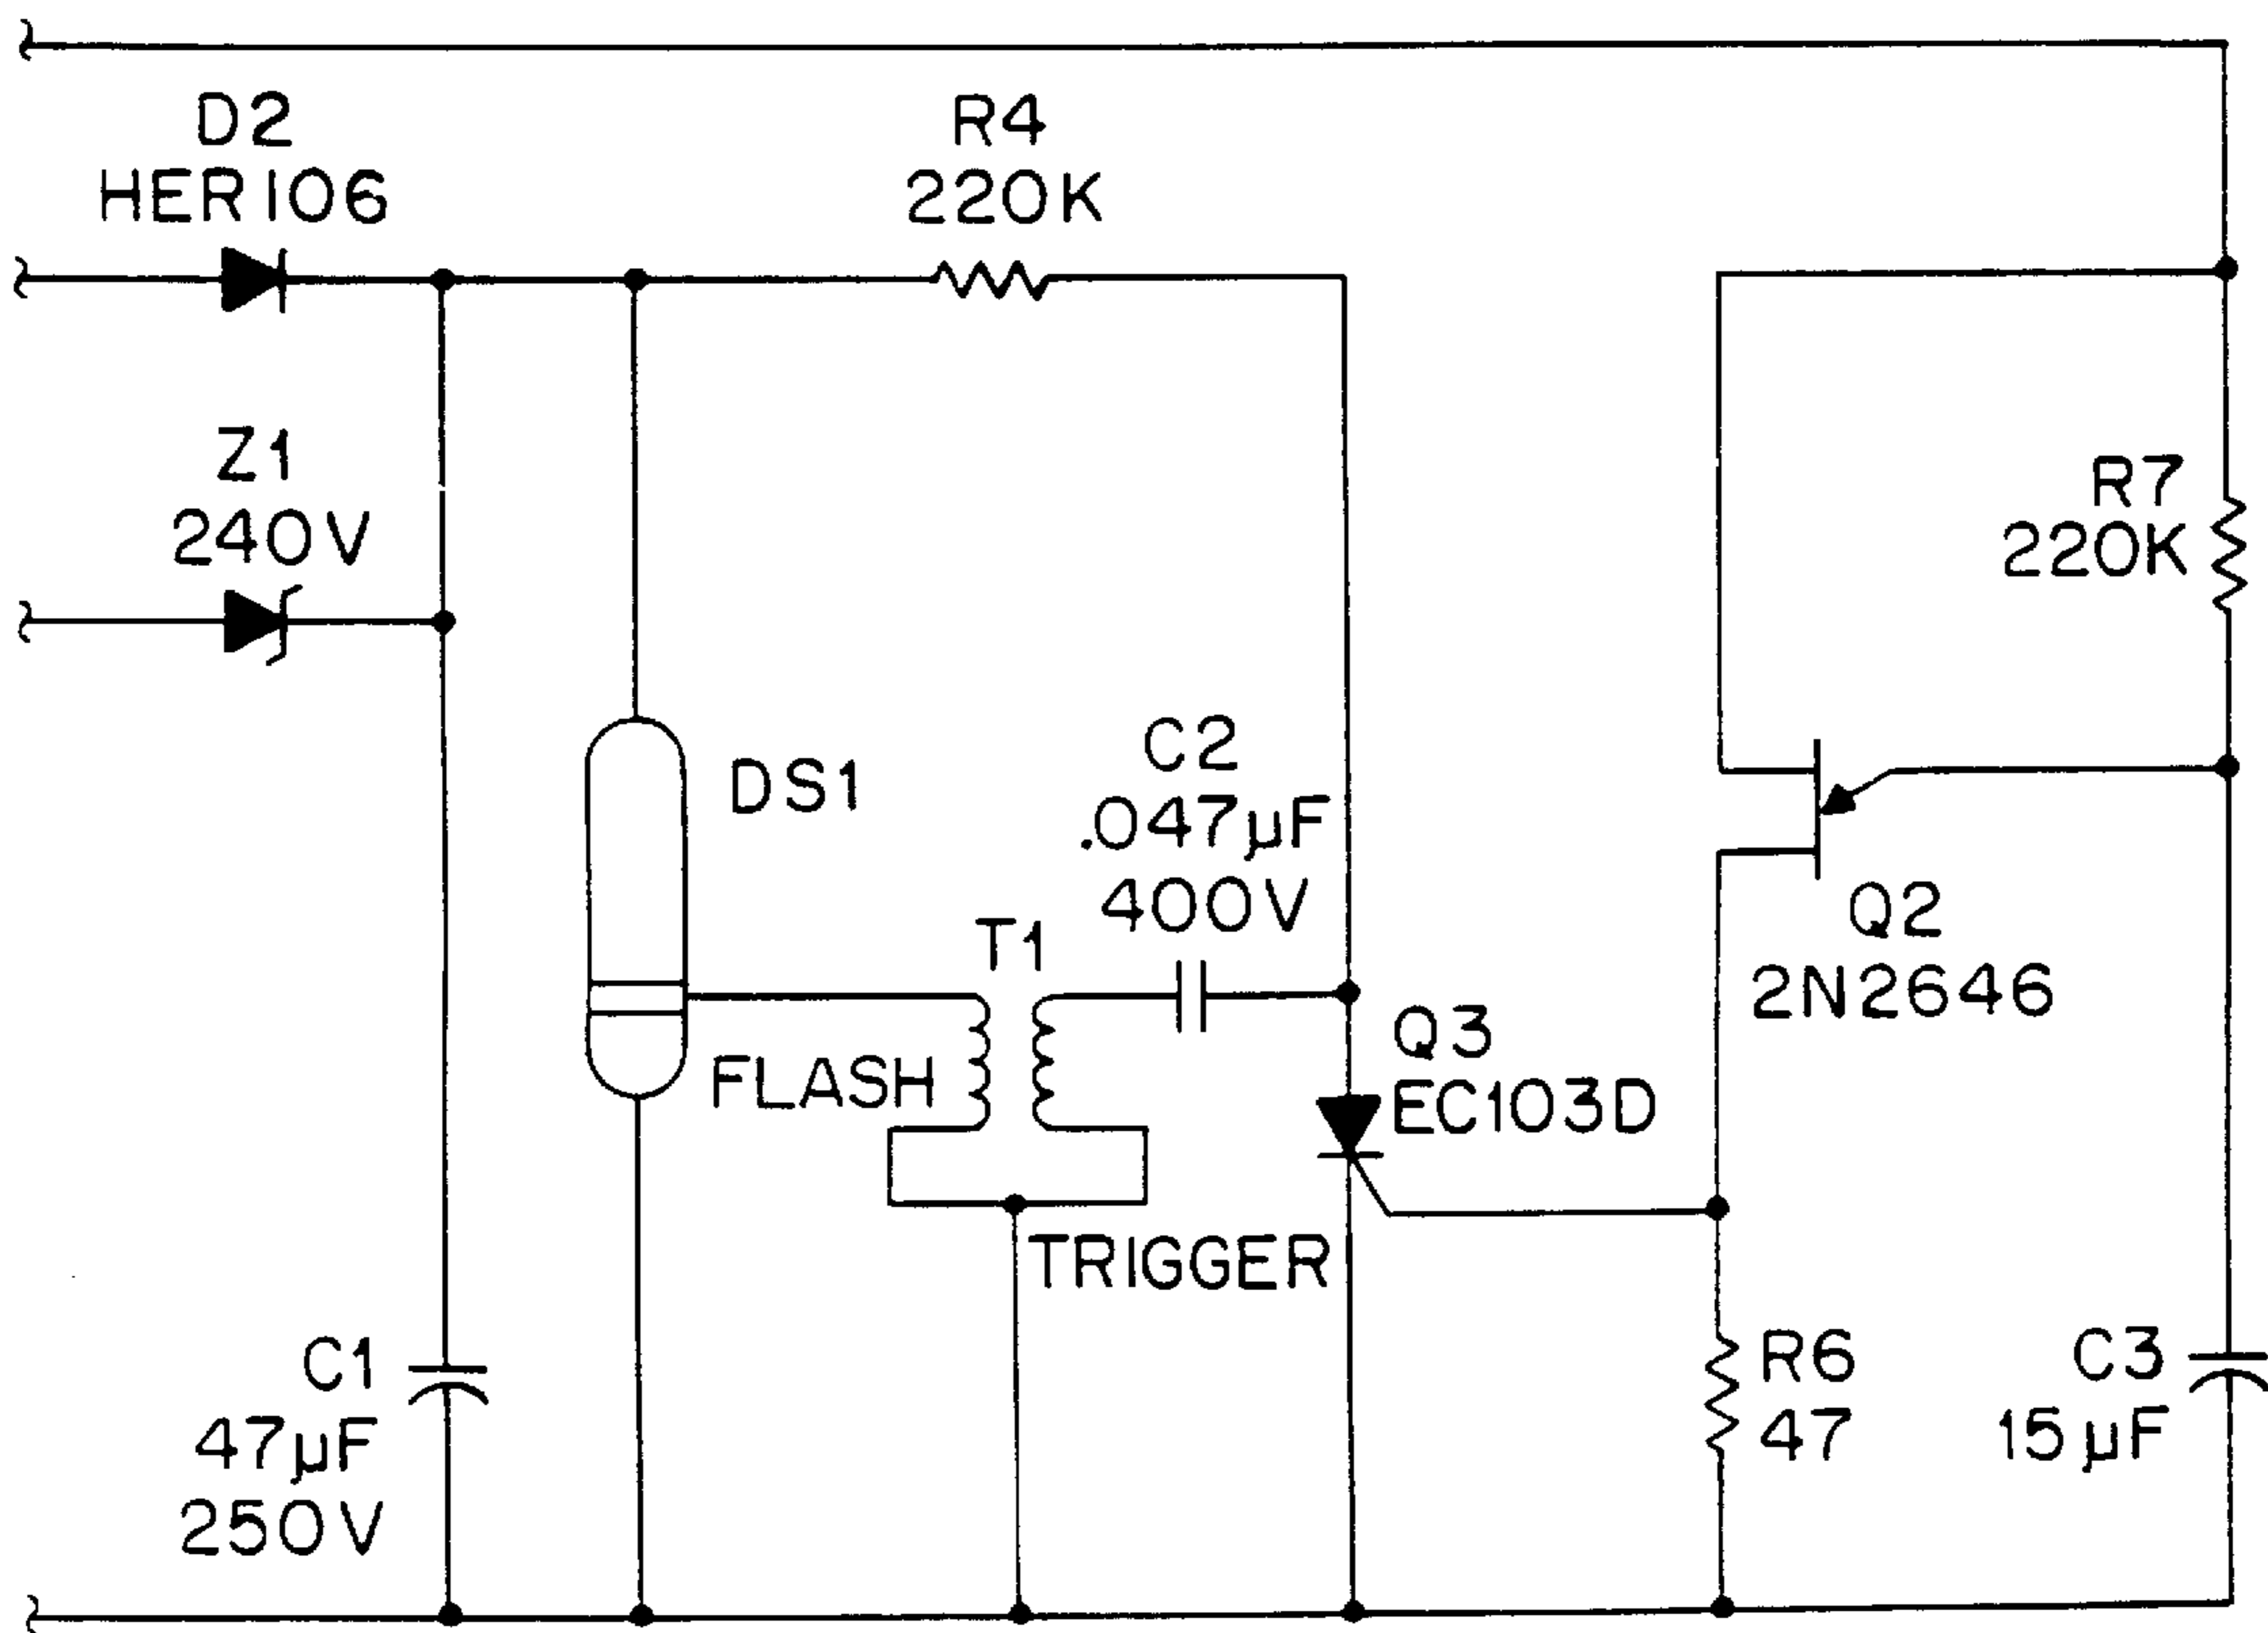 D2
HER106
R4
220K
Z1
240V
R7
220K
DS1
C2
.047µF
400V
T1
Q2
2N2646
Q3
EC103D
FLASH
TRIGGER
C1
47µF
250V
R6
47
C3
15µF